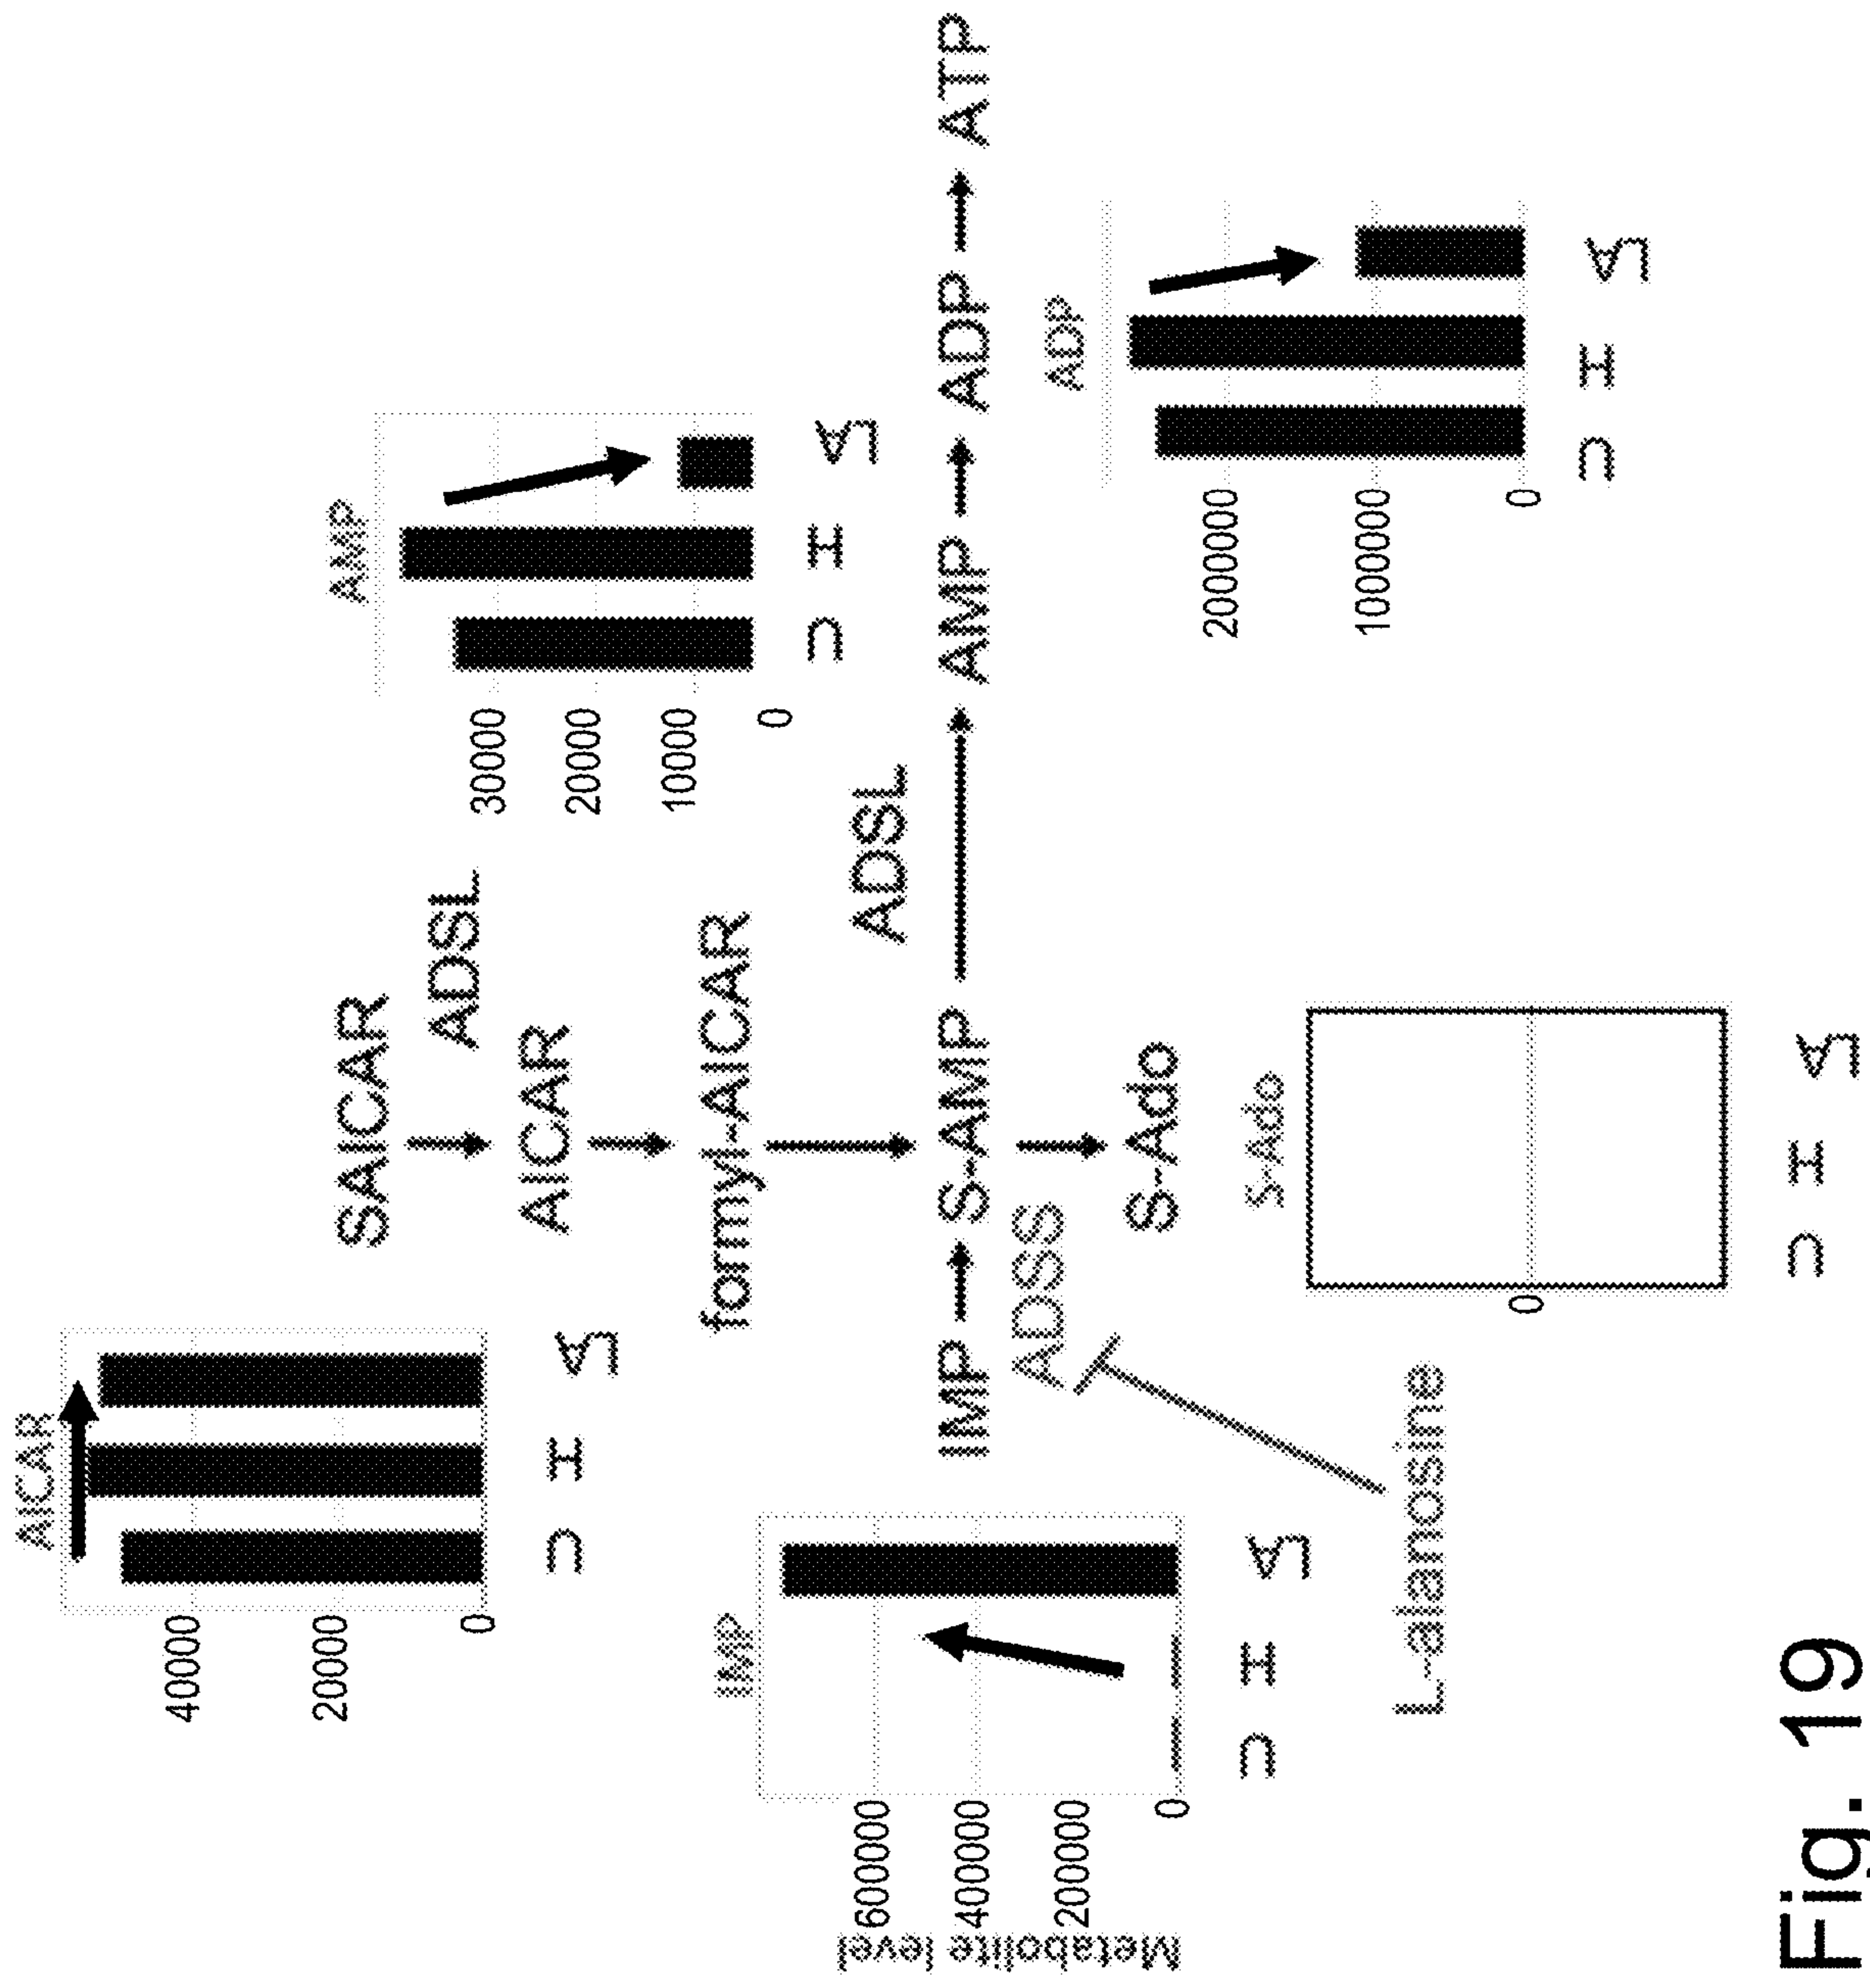 AICAR
40000
20000
0
C
H
LA
SAICAR
ADSL
AICAR
formyl-AICAR
AMP
30000
20000
10000
0
C
H
LA
IMP
Metabolite level
600000
400000
200000
0
C
H
LA
ADSL
IMP S-AMP AMP ADP ATP
ADSS
S-Ado
L-alanosine
S-Ado
0
C
H
LA
ADP
2000000
1000000
0
C
H
LA
Fig. 19